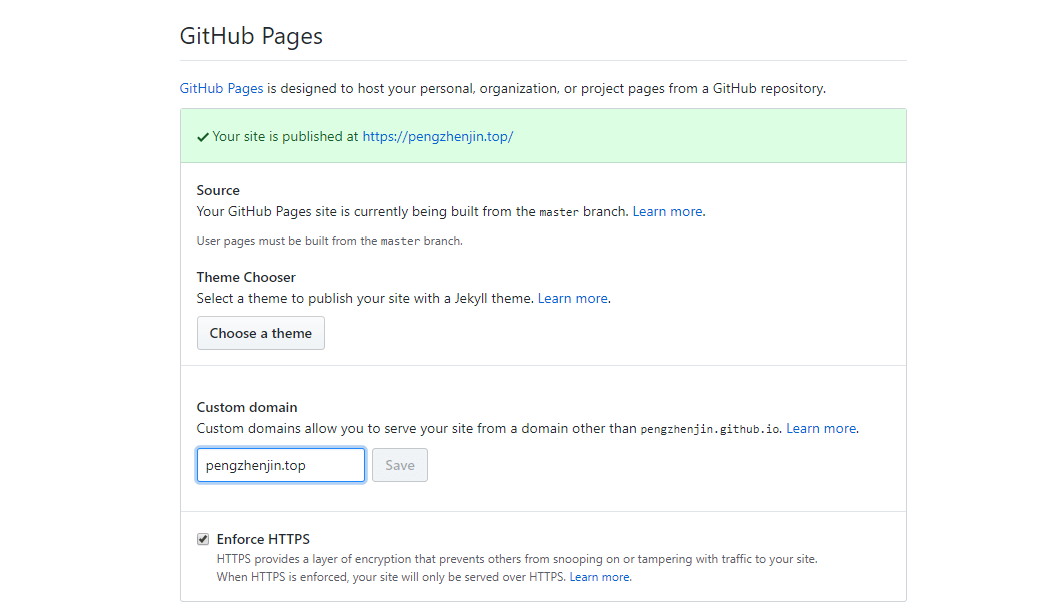 GitHub Pages
GitHub Pages is designed to host your personal, organization, or project pages from a GitHub repository.
Your site is published at https://pengzhenjin.top/
Source
Your GitHub Pages site is currently being built from the master branch. Learn more.
User pages must be built from the master branch.
Theme Chooser
Select a theme to publish your site with a Jekyll theme. Learn more.
Choose a theme
Custom domain
Custom domains allow you to serve your site from a domain other than pengzhenjin.github.io. Learn more.
pengzhenjin.top Save
Enforce HTTPS
HTTPS provides a layer of encryption that prevents others from snooping on or tampering with traffic to your site.
When HTTPS is enforced, your site will only be served over HTTPS. Learn more.